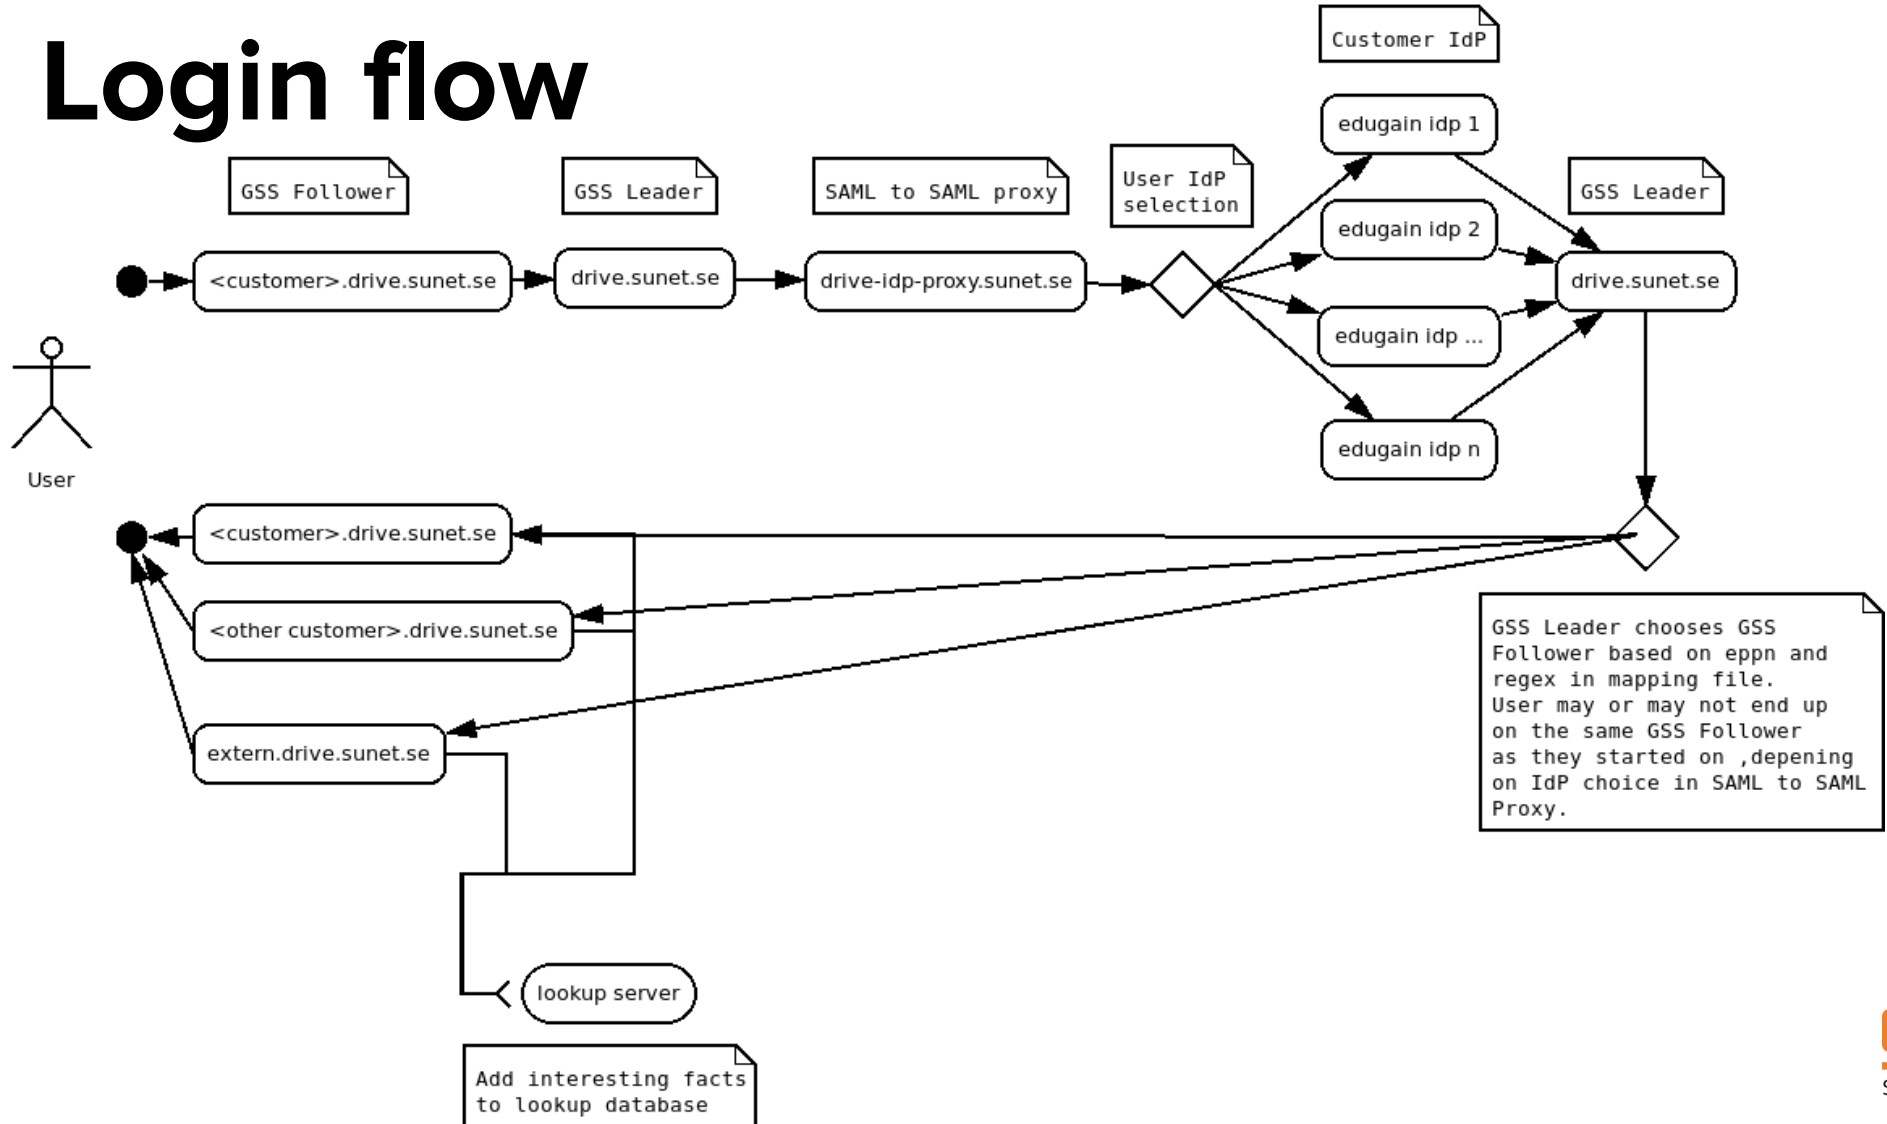 Login flow
Customer IdP
edugain idp 1
GSS Follower
GSS Leader
SAML to SAML proxy
User IdP
selection
edugain idp 2
GSS Leader
<customer>.drive.sunet.se
drive.sunet.se
drive-idp-proxy.sunet.se
drive.sunet.se
edugain idp ...
edugain idp n
User
<customer>.drive.sunet.se
<other customer>.drive.sunet.se
extern.drive.sunet.se
GSS Leader chooses GSS
Follower based on eppn and
regex in mapping file.
User may or may not end up
on the same GSS Follower
as they started on ,depening
on IdP choice in SAML to SAML
Proxy.
lookup server
Add interesting facts
to lookup database